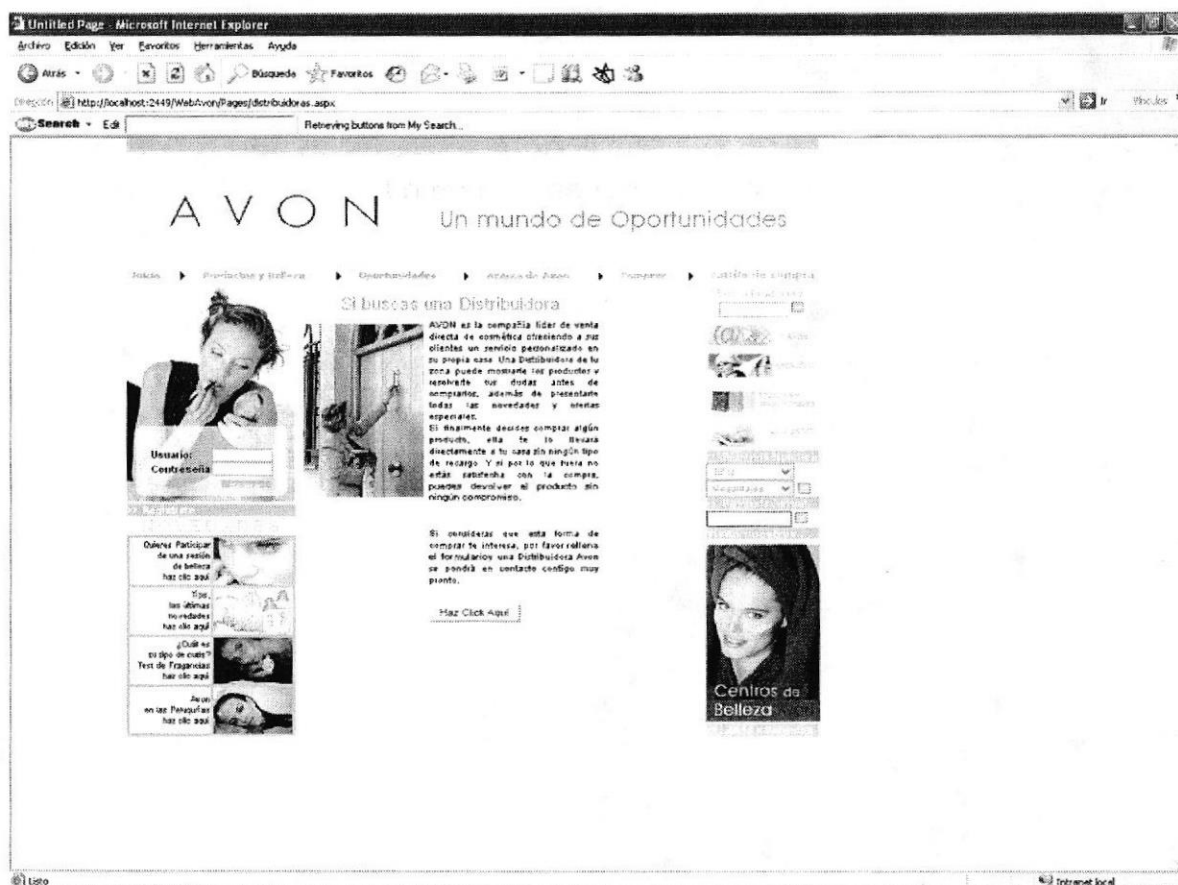 Untitled Page - Microsoft Internet Explorer
Archivo Edición Ver Favoritos Herramientas Ayuda
Atrás Búsqueda Favoritos
Dirección http://localhost:2449/WebAvon/Pages/distribuidoras.aspx Ir Vínculos
Search Edit Retrieving buttons from My Search...
AVON Un mundo de Oportunidades
Inicio Productos y Belleza Oportunidades Acerca de Avon Comprar Carrito de compra
Si buscas una Distribuidora
AVON es la compañía líder de venta
directa de cosmética ofreciendo a sus
clientes un servicio personalizado en
su propia casa. Una Distribuidora de tu
zona puede mostrarte los productos y
resolverte tus dudas antes de
comprarlos, además de presentarte
todas las novedades y ofertas
especiales.
Si finalmente decides comprar algún
producto, ella te lo llevará
directamente a tu casa sin ningún tipo
de recargo. Y si por lo que fuera no
estás satisfecha con la compra,
puedes devolver el producto sin
ningún compromiso.
Si consideras que esta forma de
comprar te interesa, por favor rellena
el formulario y una Distribuidora Avon
se pondrá en contacto contigo muy
pronto.
Haz Click Aquí
Usuario:
Contraseña
>> Regístrate
Quieres Participar
de una sesión
de belleza
haz clic aquí
Tips,
las últimas
novedades
haz clic aquí
¿Cuál es
su tipo de cutis?
Test de Fragancias
haz clic aquí
Avon
en las Peluquerías
haz clic aquí
Maquillaje
Centros de
Belleza
Listo Intranet local